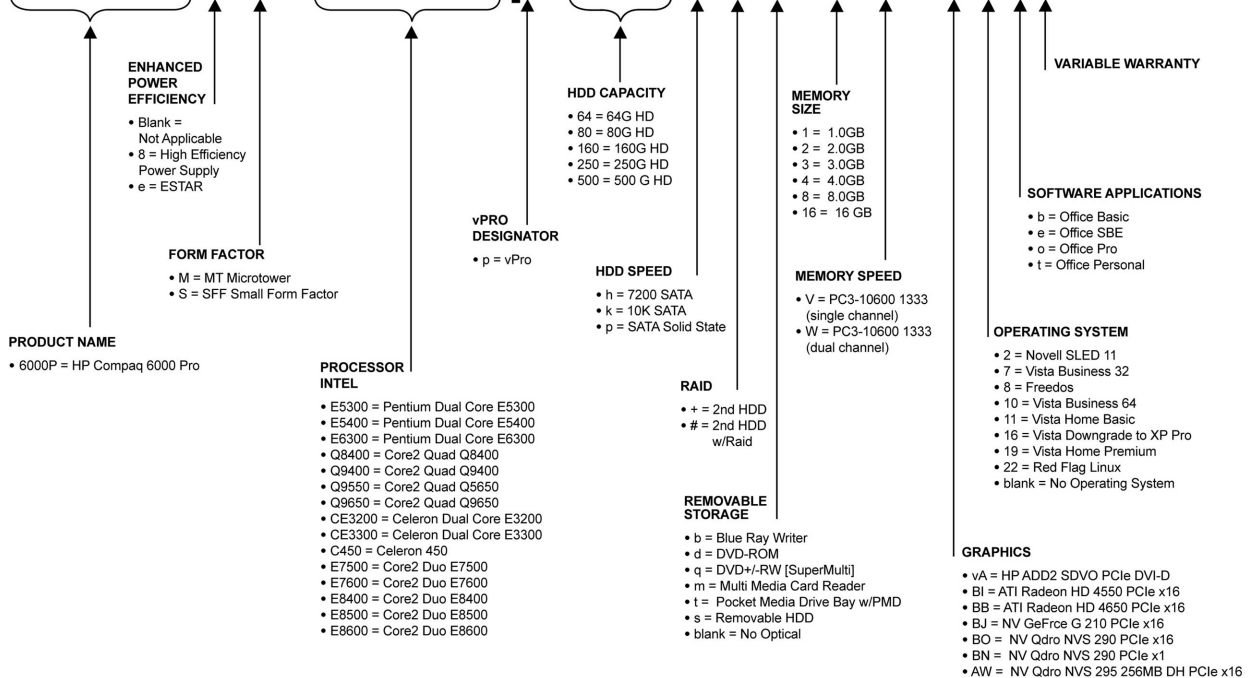 ENHANCED
POWER
EFFICIENCY
• Blank =
Not Applicable
• 8 = High Efficiency
Power Supply
• e = ESTAR
FORM FACTOR
• M = MT Microtower
• S = SFF Small Form Factor
PRODUCT NAME
• 6000P = HP Compaq 6000 Pro
PROCESSOR
INTEL
• E5300 = Pentium Dual Core E5300
• E5400 = Pentium Dual Core E5400
• E6300 = Pentium Dual Core E6300
• Q8400 = Core2 Quad Q8400
• Q9400 = Core2 Quad Q9400
• Q9550 = Core2 Quad Q5650
• Q9650 = Core2 Quad Q9650
• CE3200 = Celeron Dual Core E3200
• CE3300 = Celeron Dual Core E3300
• C450 = Celeron 450
• E7500 = Core2 Duo E7500
• E7600 = Core2 Duo E7600
• E8400 = Core2 Duo E8400
• E8500 = Core2 Duo E8500
• E8600 = Core2 Duo E8600
vPRO
DESIGNATOR
• p = vPro
HDD CAPACITY
• 64 = 64G HD
• 80 = 80G HD
• 160 = 160G HD
• 250 = 250G HD
• 500 = 500 G HD
HDD SPEED
• h = 7200 SATA
• k = 10K SATA
• p = SATA Solid State
RAID
• + = 2nd HDD
• # = 2nd HDD
w/Raid
REMOVABLE
STORAGE
• b = Blue Ray Writer
• d = DVD-ROM
• q = DVD+/-RW [SuperMulti]
• m = Multi Media Card Reader
• t = Pocket Media Drive Bay w/PMD
• s = Removable HDD
• blank = No Optical
MEMORY
SIZE
• 1 = 1.0GB
• 2 = 2.0GB
• 3 = 3.0GB
• 4 = 4.0GB
• 8 = 8.0GB
• 16 = 16 GB
MEMORY SPEED
• V = PC3-10600 1333
(single channel)
• W = PC3-10600 1333
(dual channel)
GRAPHICS
• vA = HP ADD2 SDVO PCIe DVI-D
• BI = ATI Radeon HD 4550 PCIe x16
• BB = ATI Radeon HD 4650 PCIe x16
• BJ = NV GeFrce G 210 PCIe x16
• BO = NV Qdro NVS 290 PCIe x16
• BN = NV Qdro NVS 290 PCIe x1
• AW = NV Qdro NVS 295 256MB DH PCIe x16
OPERATING SYSTEM
• 2 = Novell SLED 11
• 7 = Vista Business 32
• 8 = Freedos
• 10 = Vista Business 64
• 11 = Vista Home Basic
• 16 = Vista Downgrade to XP Pro
• 19 = Vista Home Premium
• 22 = Red Flag Linux
• blank = No Operating System
SOFTWARE APPLICATIONS
• b = Office Basic
• e = Office SBE
• o = Office Pro
• t = Office Personal
VARIABLE WARRANTY